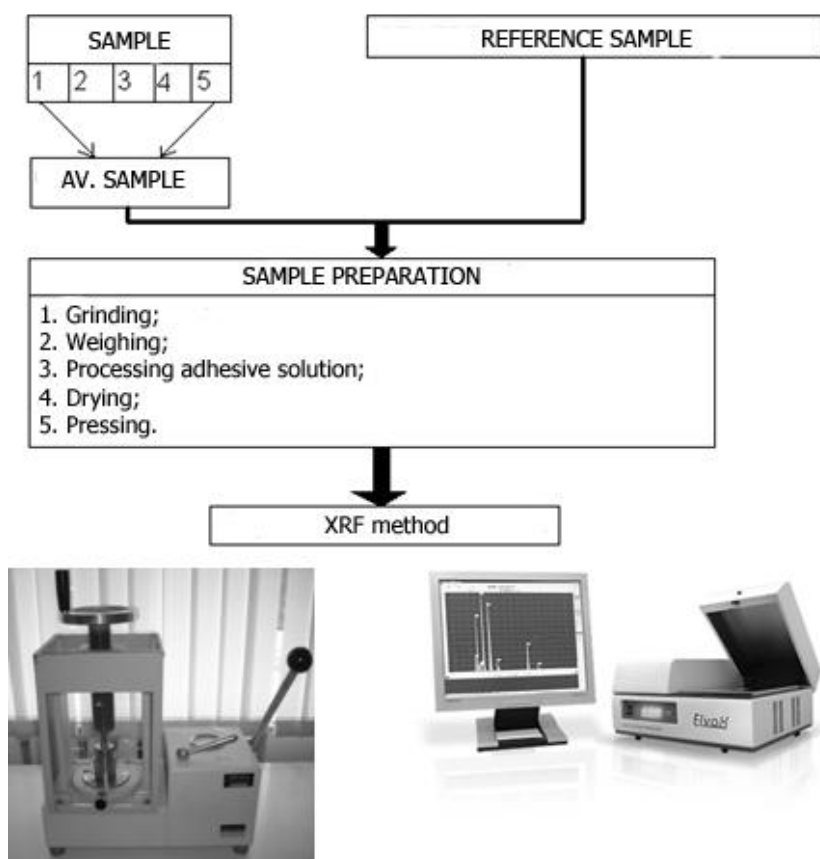 SAMPLE
1 2 3 4 5
REFERENCE SAMPLE
AV. SAMPLE
SAMPLE PREPARATION
1. Grinding;
2. Weighing;
3. Processing adhesive solution;
4. Drying;
5. Pressing.
XRF method
ElvaX